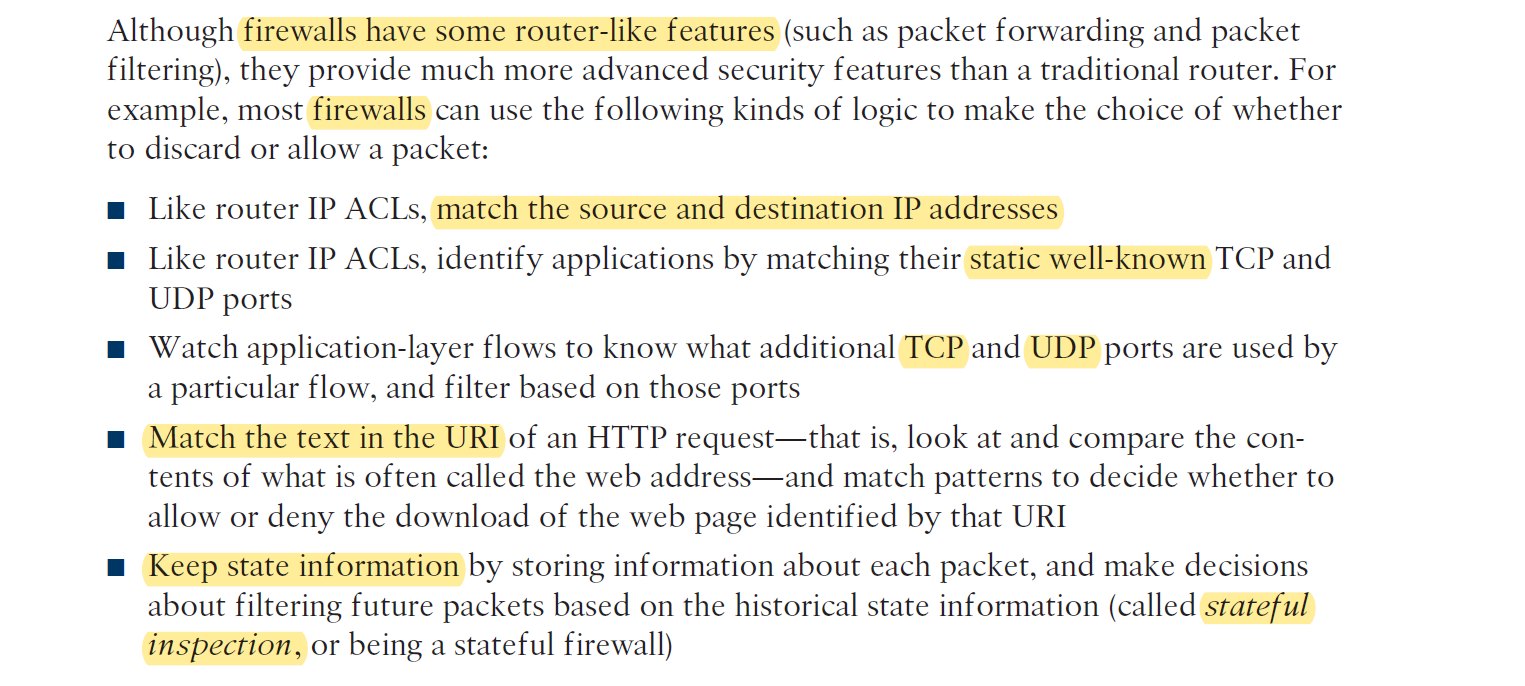 Although firewalls have some router-like features (such as packet forwarding and packet
filtering), they provide much more advanced security features than a traditional router. For
example, most firewalls can use the following kinds of logic to make the choice of whether
to discard or allow a packet:
■ Like router IP ACLs, match the source and destination IP addresses
■ Like router IP ACLs, identify applications by matching their static well-known TCP and
UDP ports
■ Watch application-layer flows to know what additional TCP and UDP ports are used by
a particular flow, and filter based on those ports
■ Match the text in the URI of an HTTP request—that is, look at and compare the con-
tents of what is often called the web address—and match patterns to decide whether to
allow or deny the download of the web page identified by that URI
■ Keep state information by storing information about each packet, and make decisions
about filtering future packets based on the historical state information (called stateful
inspection, or being a stateful firewall)